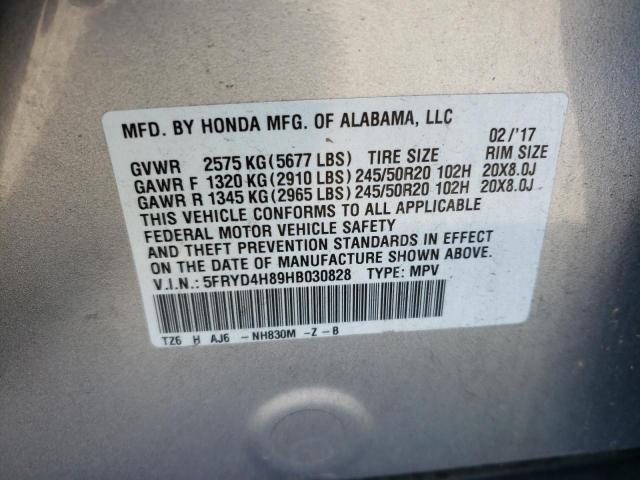 MFD. BY HONDA MFG. OF ALABAMA, LLC 02/'17
GVWR 2575 KG(5677 LBS) TIRE SIZE RIM SIZE
GAWR F 1320 KG(2910 LBS) 245/50R20 102H 20X8.0J
GAWR R 1345 KG(2965 LBS) 245/50R20 102H 20X8.0J
THIS VEHICLE CONFORMS TO ALL APPLICABLE
FEDERAL MOTOR VEHICLE SAFETY
AND THEFT PREVENTION STANDARDS IN EFFECT
ON THE DATE OF MANUFACTURE SHOWN ABOVE.
V.I.N.: 5FRYD4H89HB030828 TYPE: MPV
TZ6 H AJ6 -NH830M -Z-B